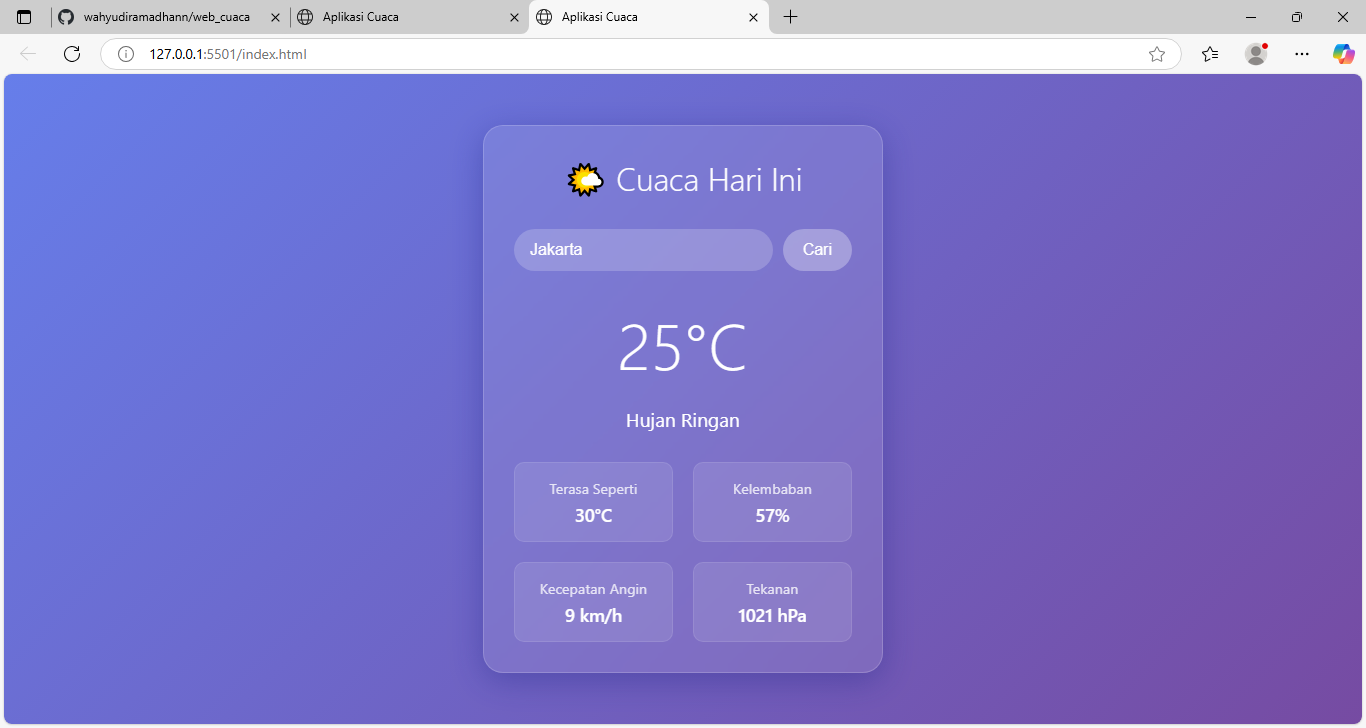 wahyudiramadhann/web_cuaca
Aplikasi Cuaca
Aplikasi Cuaca
127.0.0.1:5501/index.html
Cuaca Hari Ini
Jakarta
Cari
25°C
Hujan Ringan
Terasa Seperti
30°C
Kelembaban
57%
Kecepatan Angin
9 km/h
Tekanan
1021 hPa